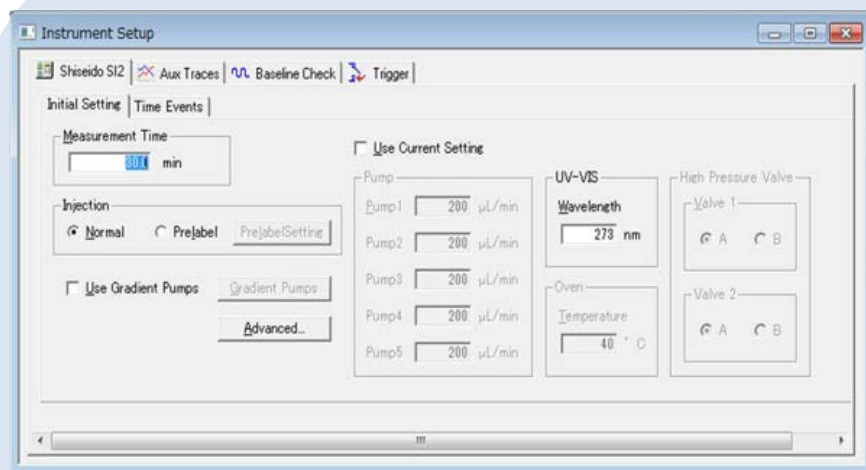 Instrument Setup
Shiseido SI2 Aux Traces Baseline Check Trigger
Initial Setting Time Events
Measurement Time
min
Injection
Normal PreJabel PrejabelSetting
Use Gradient Pumps Gradient Pumps
Advanced...
Use Current Setting
Pump
Pump1 200 µL/min
Pump2 200 µL/min
Pump3 200 µL/min
Pump4 200 µL/min
Pump5 200 µL/min
UV-VIS
Wavelength
273 nm
Oven
Temperature
40 °C
High Pressure Valve
Valve 1
A B
Valve 2
A B